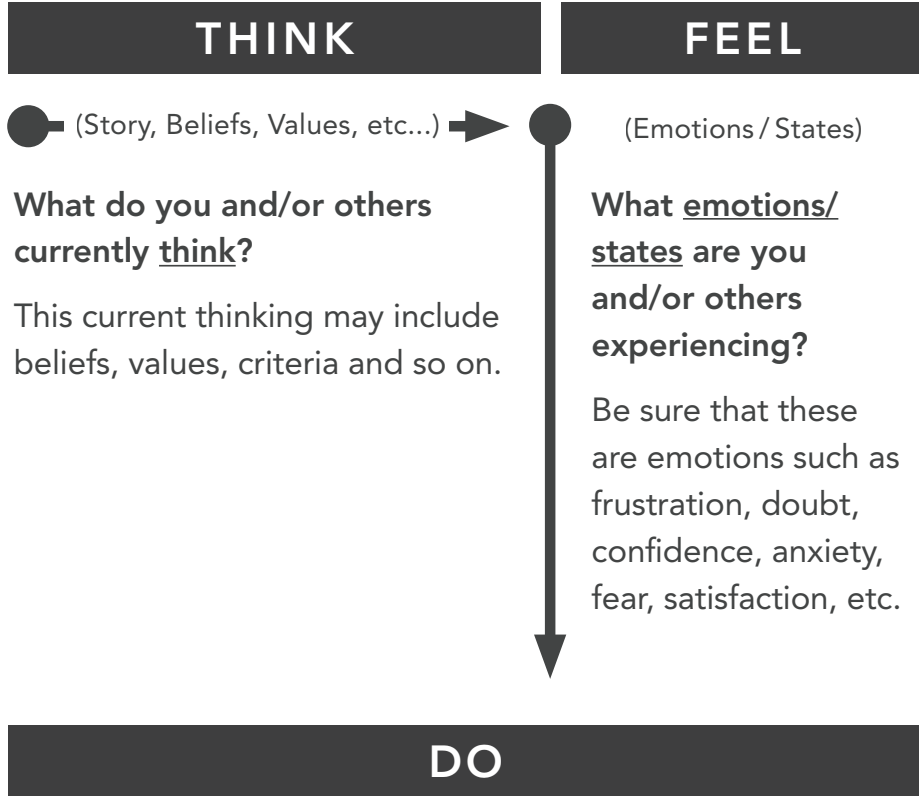 THINK
FEEL
(Story, Beliefs, Values, etc...)
(Emotions / States)
What do you and/or others
currently think?
This current thinking may include
beliefs, values, criteria and so on.
What emotions/
states are you
and/or others
experiencing?
Be sure that these
are emotions such as
frustration, doubt,
confidence, anxiety,
fear, satisfaction, etc.
DO